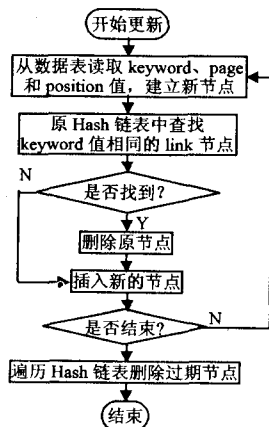 开始更新
从数据表读取 keyword、page
和 position 值，建立新节点
原 Hash 链表中查找
keyword 值相同的 link 节点
N
是否找到?
Y
删除原节点
插入新的节点
是否结束?
N
遍历 Hash 链表删除过期节点
结束